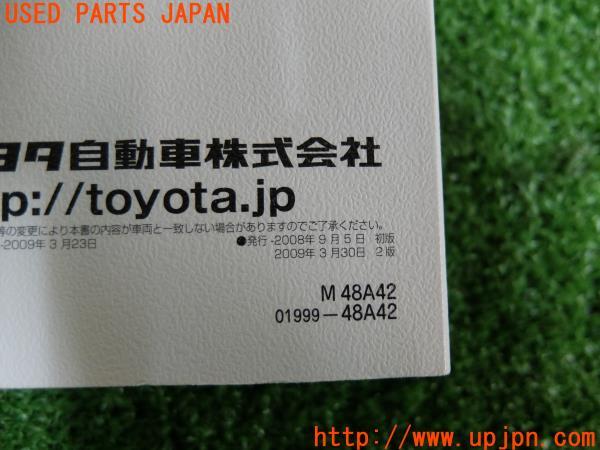 USED PARTS JAPAN
ヨタ自動車株式会社
p://toyota.jp
等の変更により本書の内容が車両と一致しない場合がありますのでご了承ください。
-2009年 3月23日
●発行-2008年 9月 5日 初版
2009年 3月30日 2版
M 48A42
01999-48A42
http://www.upjpn.com/